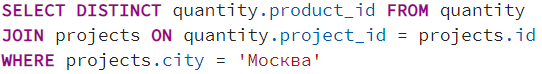 SELECT DISTINCT quantity.product_id FROM quantity
JOIN projects ON quantity.project_id = projects.id
WHERE projects.city = 'Москва'